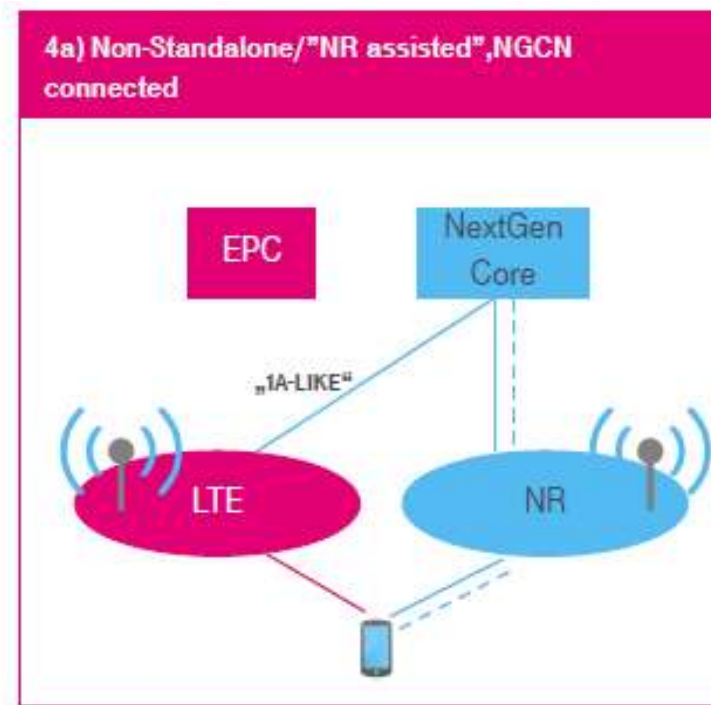 4a) Non-Standalone/"NR assisted",NGCN
connected
EPC
NextGen
Core
„1A-LIKE“
LTE
NR